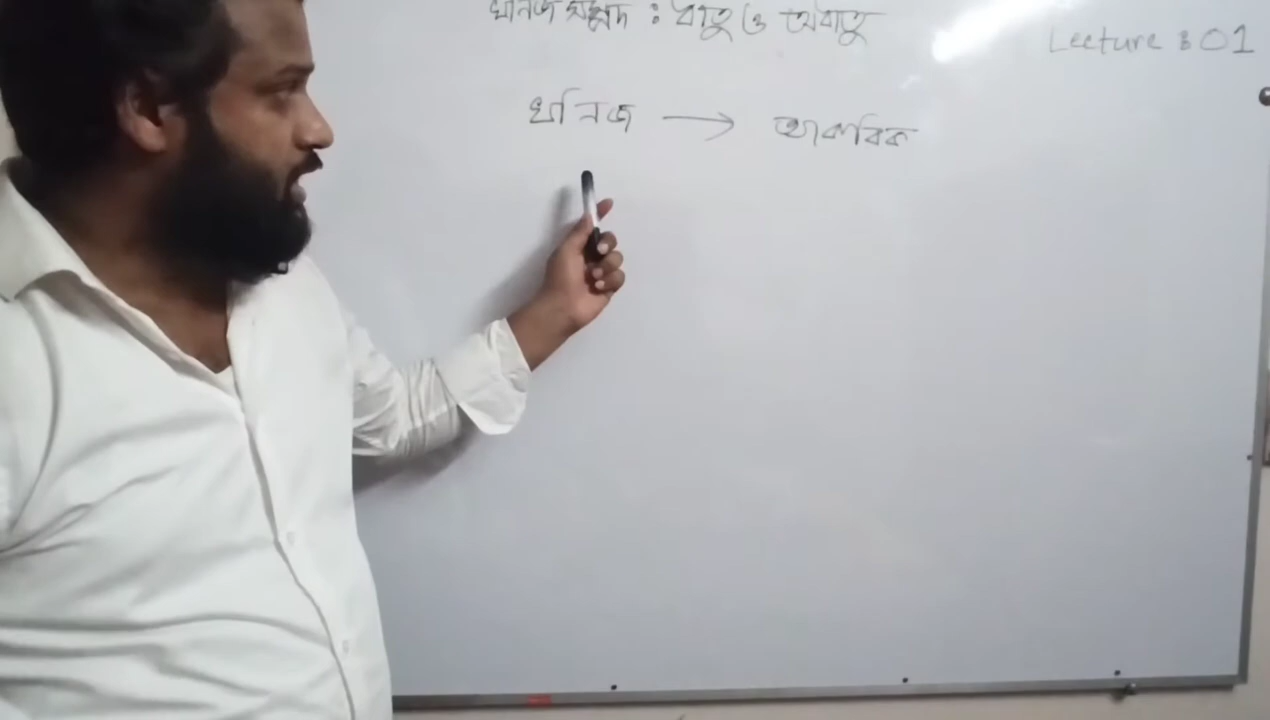 খনিজ সম্পদ : ধাতু ও অধাতু
Lecture : 01
খনিজ → আকরিক